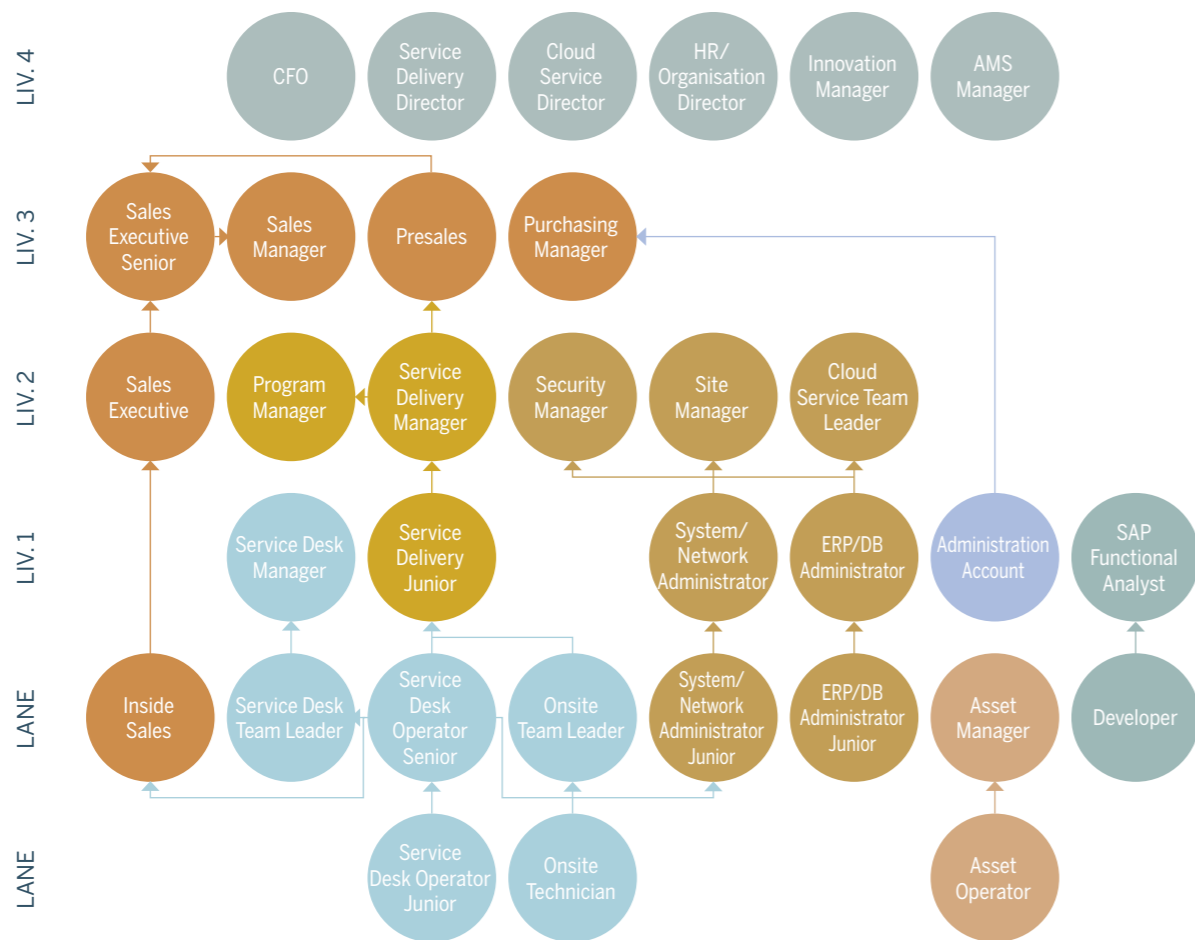 LIV. 4
CFO
Service
Delivery
Director
Cloud
Service
Director
HR/
Organisation
Director
Innovation
Manager
AMS
Manager
LIV. 3
Sales
Executive
Senior
Sales
Manager
Presales
Purchasing
Manager
LIV. 2
Sales
Executive
Program
Manager
Service
Delivery
Manager
Security
Manager
Site
Manager
Cloud
Service Team
Leader
LIV. 1
Service Desk
Manager
Service
Delivery
Junior
System/
Network
Administrator
ERP/DB
Administrator
Administration
Account
SAP
Functional
Analyst
LANE
Inside
Sales
Service Desk
Team Leader
Service
Desk
Operator
Senior
Onsite
Team Leader
System/
Network
Administrator
Junior
ERP/DB
Administrator
Junior
Asset
Manager
Developer
LANE
Service
Desk Operator
Junior
Onsite
Technician
Asset
Operator